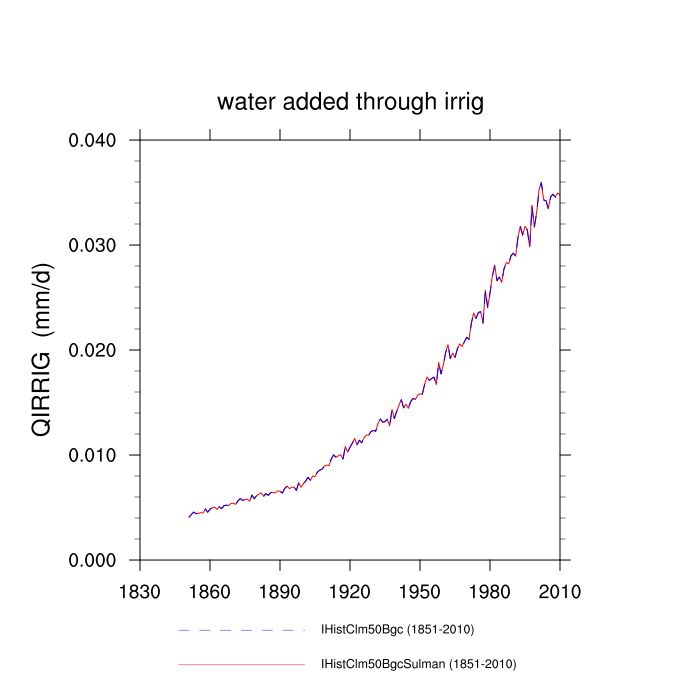 water added through irrig
0.040
0.030
0.020
0.010
0.000
QIRRIG (mm/d)
1830 1860 1890 1920 1950 1980 2010
IHistClm50Bgc (1851-2010)
IHistClm50BgcSulman (1851-2010)